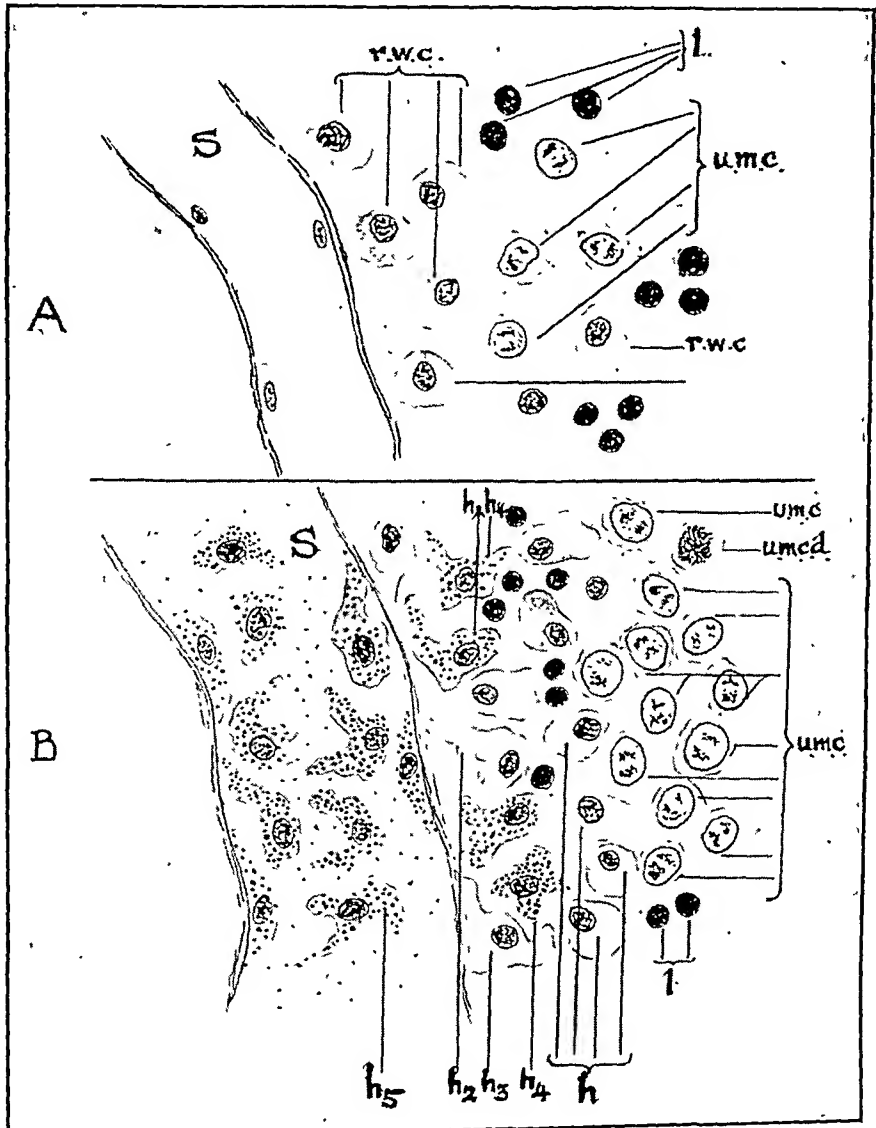 r.w.c.
l.
S
u.m.c.
A
r.w.c
h₁ h₄
S
umc
umcd
B
umc
l
h₅
h₂
h₃
h₄
h